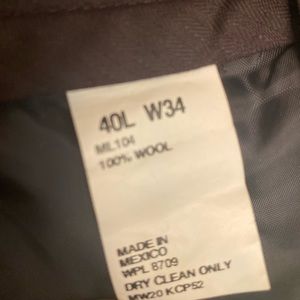 40L W34
ML104
100% WOOL
MADE IN
MEXICO
WPL 8709
DRY CLEAN ONLY
MW20 KCP52